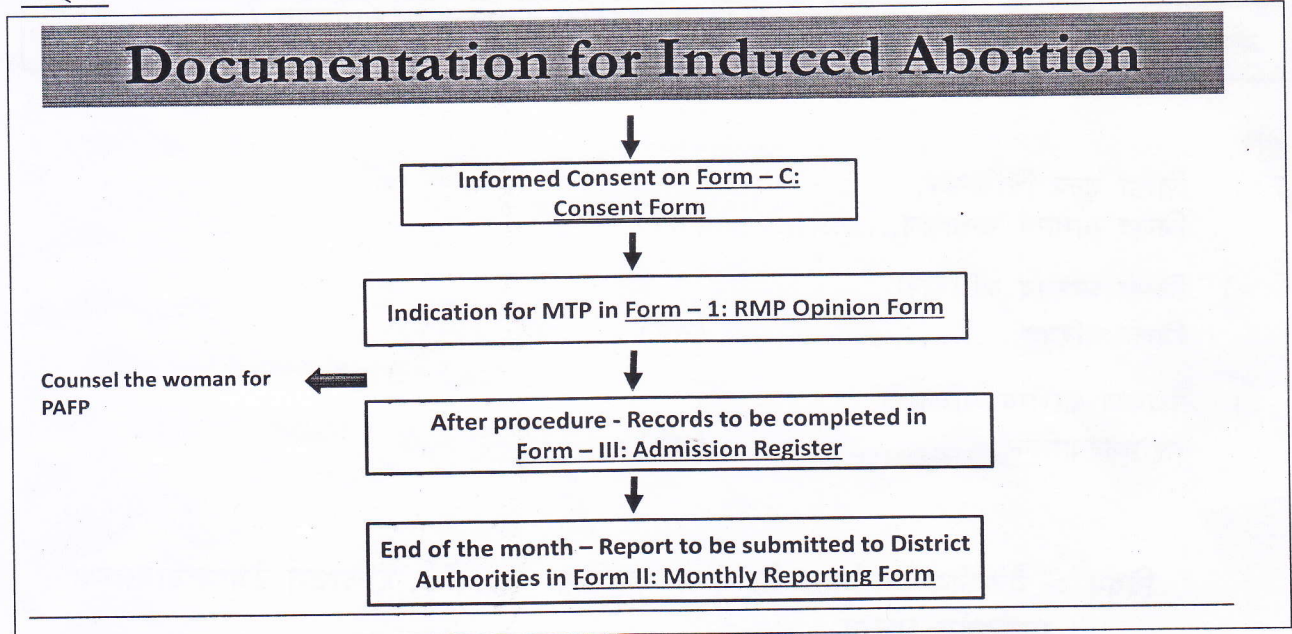 Documentation for Induced Abortion
Informed Consent on Form – C:
Consent Form
Indication for MTP in Form – 1: RMP Opinion Form
Counsel the woman for
PAFP
After procedure - Records to be completed in
Form – III: Admission Register
End of the month – Report to be submitted to District
Authorities in Form II: Monthly Reporting Form